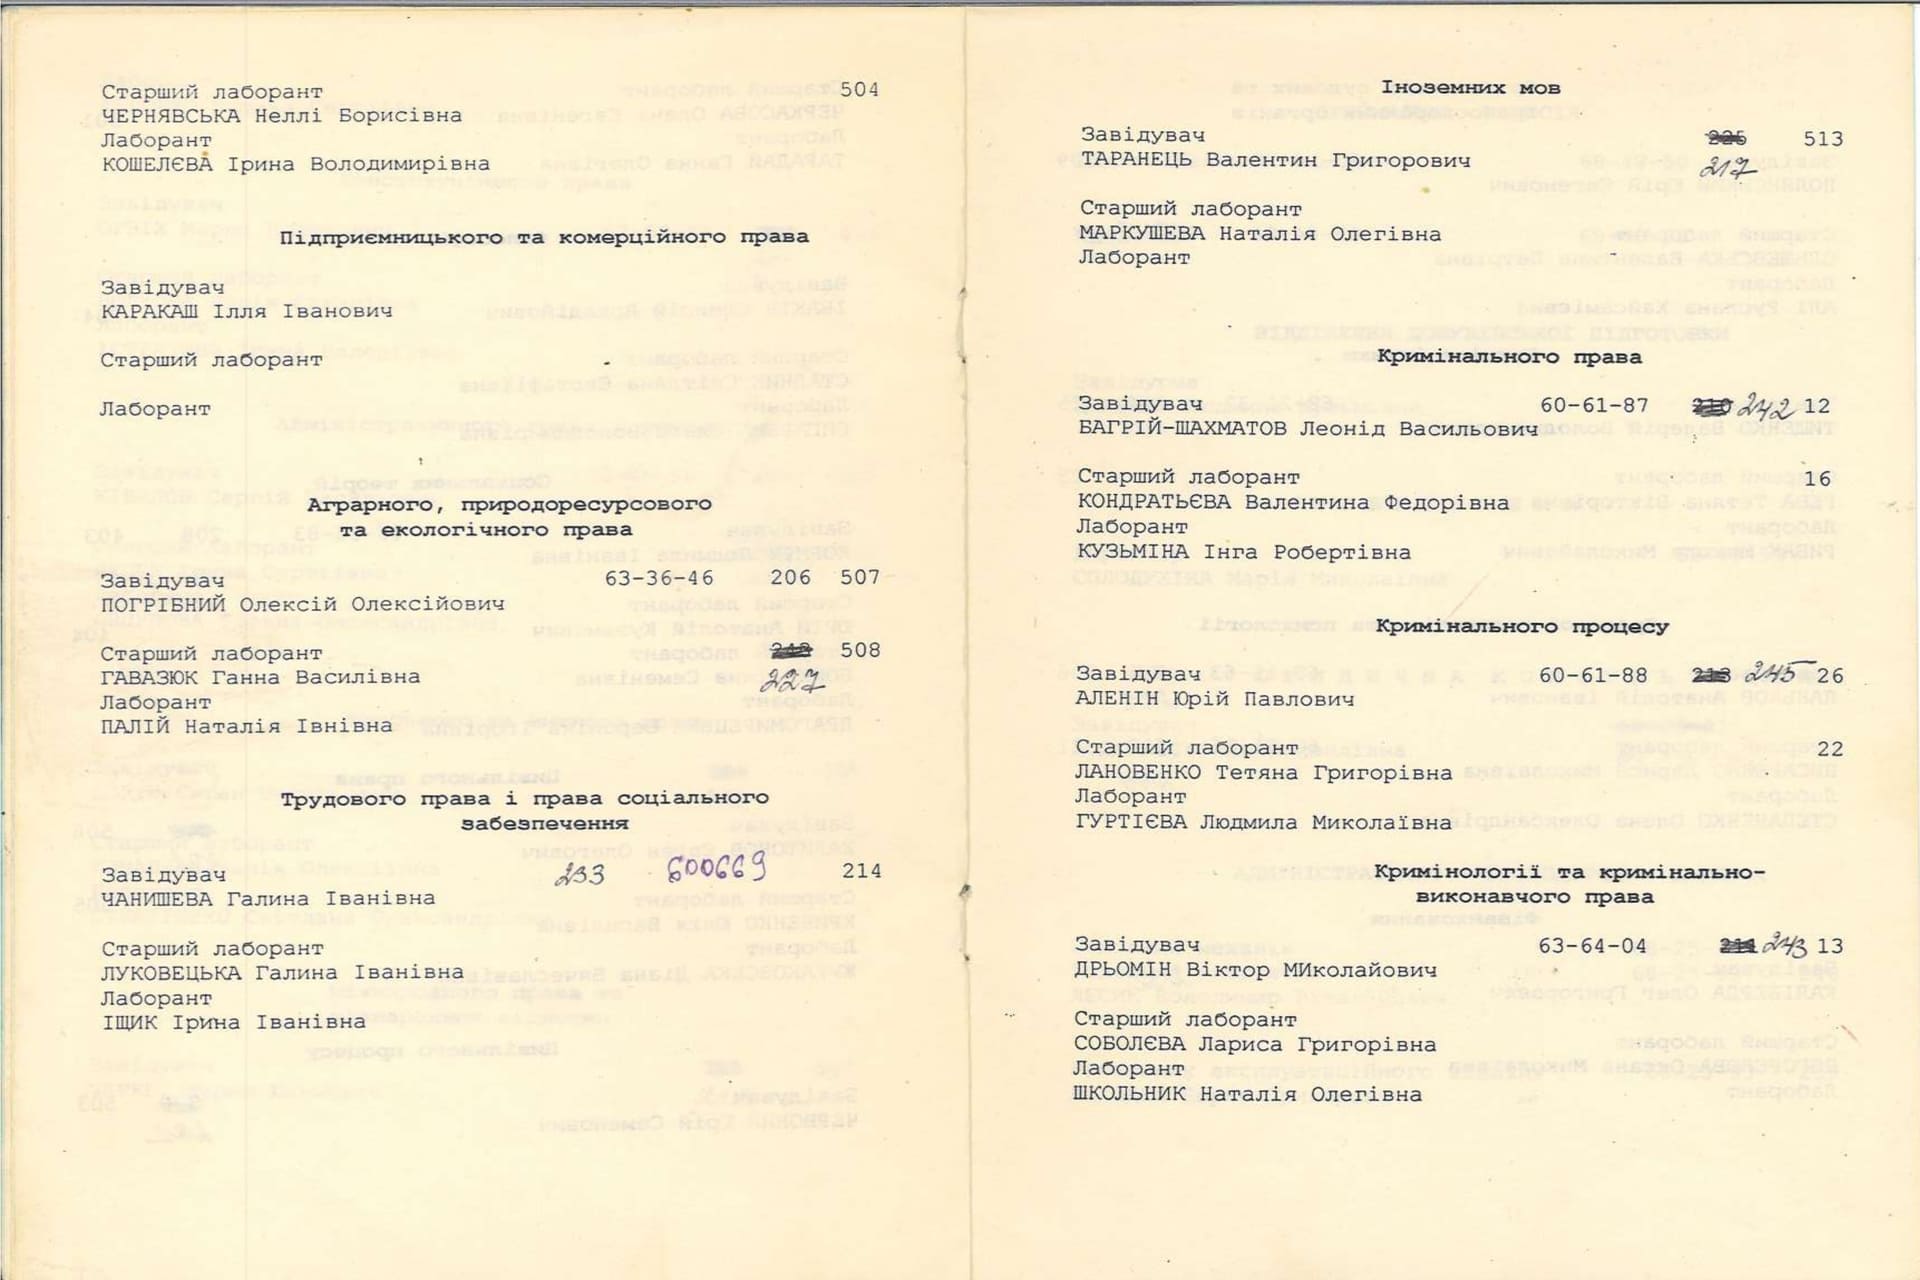 Старший лаборант 504
ЧЕРНЯВСЬКА Неллі Борисівна
Лаборант
КОШЕЛЄВА Ірина Володимирівна
Підприємницького та комерційного права
Завідувач
КАРАКАШ Ілля Іванович
Старший лаборант
Лаборант
Аграрного, природоресурсового
та екологічного права
Завідувач 63-36-46 206 507
ПОГРІБНИЙ Олексій Олексійович
Старший лаборант 508
ГАВАЗЮК Ганна Василівна 227
Лаборант
ПАЛІЙ Наталія Івнівна
Трудового права і права соціального
забезпечення
Завідувач 233 600669 214
ЧАНИШЕВА Галина Іванівна
Старший лаборант
ЛУКОВЕЦЬКА Галина Іванівна
Лаборант
ІЩИК Ірина Іванівна
Іноземних мов
Завідувач 225 513
ТАРАНЕЦЬ Валентин Григорович 217
Старший лаборант
МАРКУШЕВА Наталія Олегівна
Лаборант
Кримінального права
Завідувач 60-61-87 210 242 12
БАГРІЙ-ШАХМАТОВ Леонід Васильович
Старший лаборант 16
КОНДРАТЬЄВА Валентина Федорівна
Лаборант
КУЗЬМІНА Інга Робертівна
Кримінального процесу
Завідувач 60-61-88 213 245 26
АЛЕНІН Юрій Павлович
Старший лаборант 22
ЛАНОВЕНКО Тетяна Григорівна
Лаборант
ГУРТІЄВА Людмила Миколаївна
Кримінології та кримінально-
виконавчого права
Завідувач 63-64-04 211 243 13
ДРЬОМІН Віктор МИколайович
Старший лаборант
СОБОЛЄВА Лариса Григорівна
Лаборант
ШКОЛЬНИК Наталія Олегівна